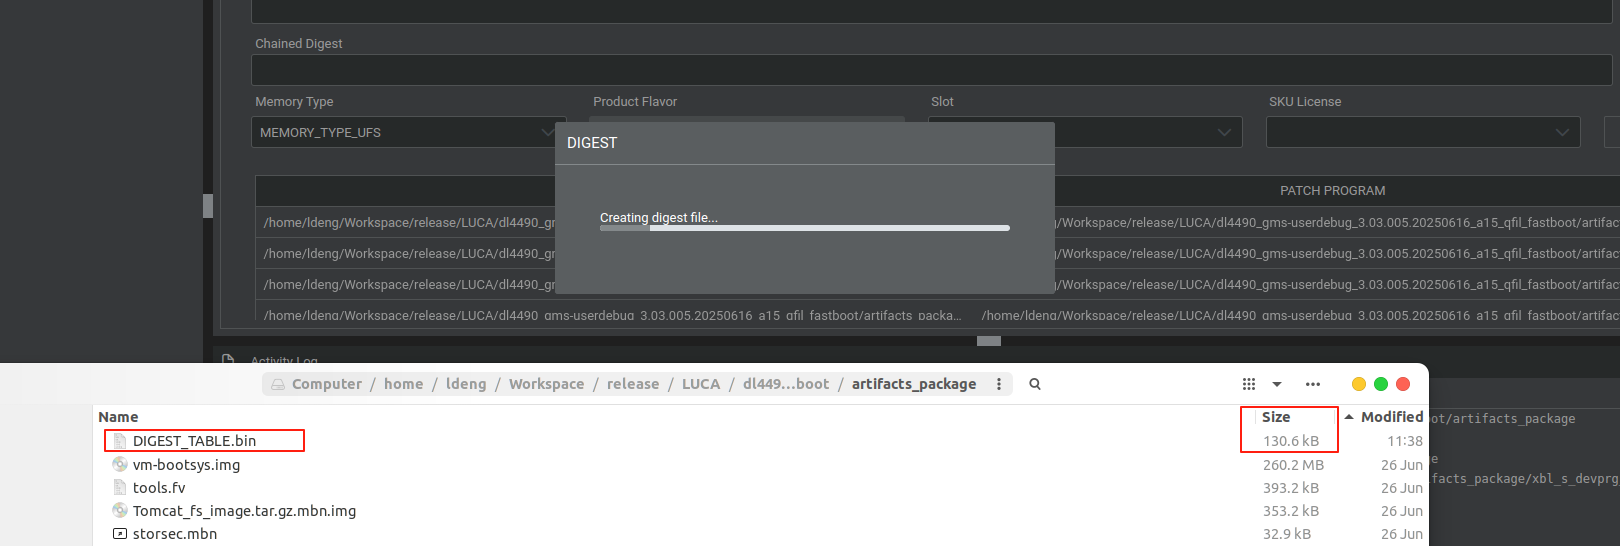 Chained Digest
Memory Type Product Flavor Slot SKU License
MEMORY_TYPE_UFS
DIGEST
PATCH PROGRAM
Creating digest file...
/home/ldeng/Workspace/release/LUCA/dl4490_gm g/Workspace/release/LUCA/dl4490_gms-userdebug_3.03.005.20250616_a15_qfil_fastboot/artifac
/home/ldeng/Workspace/release/LUCA/dl4490_gm g/Workspace/release/LUCA/dl4490_gms-userdebug_3.03.005.20250616_a15_qfil_fastboot/artifac
/home/ldeng/Workspace/release/LUCA/dl4490_gm g/Workspace/release/LUCA/dl4490_gms-userdebug_3.03.005.20250616_a15_qfil_fastboot/artifac
/home/ldeng/Workspace/release/LUCA/dl4490_gms-userdebug_3.03.005.20250616_a15_qfil_fastboot/artifacts_packa... /home/ldeng/Workspace/release/LUCA/dl4490_gms-userdebug_3.03.005.20250616_a15_qfil_fastboot/artifac
Activity Log
Computer / home / ldeng / Workspace / release / LUCA / dl449...boot / artifacts_package
Name Size Modified
ot/artifacts_package
DIGEST_TABLE.bin 130.6 kB 11:38
vm-bootsys.img 260.2 MB 26 Jun
ge
ifacts_package/xbl_s_devprg
tools.fv 393.2 kB 26 Jun
Tomcat_fs_image.tar.gz.mbn.img 353.2 kB 26 Jun
storsec.mbn 32.9 kB 26 Jun